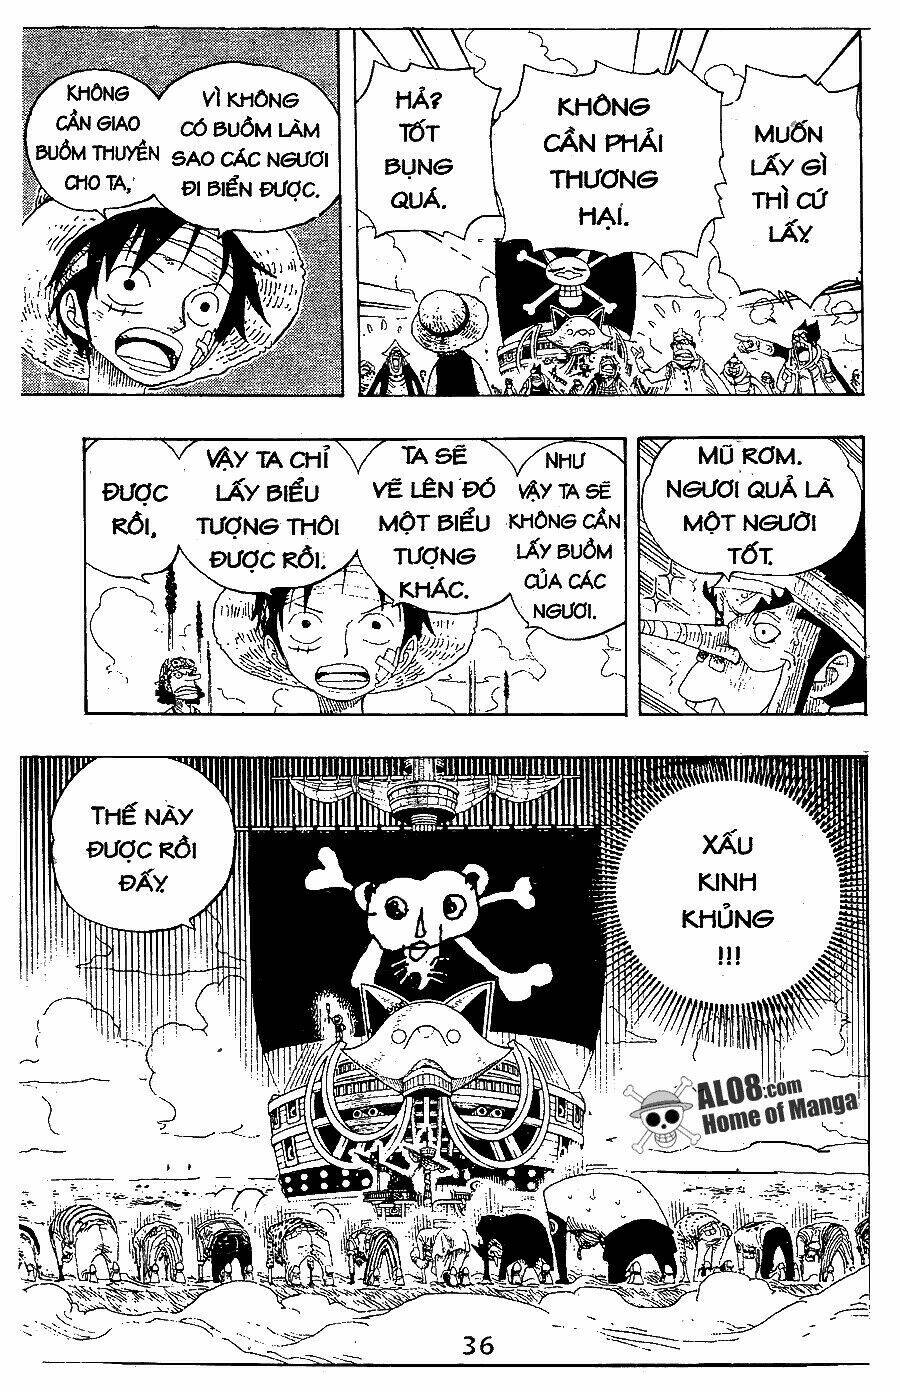 MUỐN
LẤY GÌ
THÌ CỨ
LẤY.
KHÔNG
CẦN PHẢI
THƯƠNG
HẠI.
HẢ?
TỐT
BỤNG
QUÁ.
VÌ KHÔNG
CÓ BUỒM LÀM
SAO CÁC NGƯƠI
ĐI BIỂN ĐƯỢC.
KHÔNG
CẦN GIAO
BUỒM THUYỀN
CHO TA,
MŨ RƠM.
NGƯƠI QUẢ LÀ
MỘT NGƯỜI
TỐT.
NHƯ
VẬY TA SẼ
KHÔNG CẦN
LẤY BUỒM
CỦA CÁC
NGƯƠI.
TA SẼ
VẼ LÊN ĐÓ
MỘT BIỂU
TƯỢNG
KHÁC.
VẬY TA CHỈ
LẤY BIỂU
TƯỢNG THÔI
ĐƯỢC RỒI.
ĐƯỢC
RỒI,
XẤU
KINH
KHỦNG
!!!
THẾ NÀY
ĐƯỢC RỒI
ĐẤY.
AL08.com
Home of Manga
36